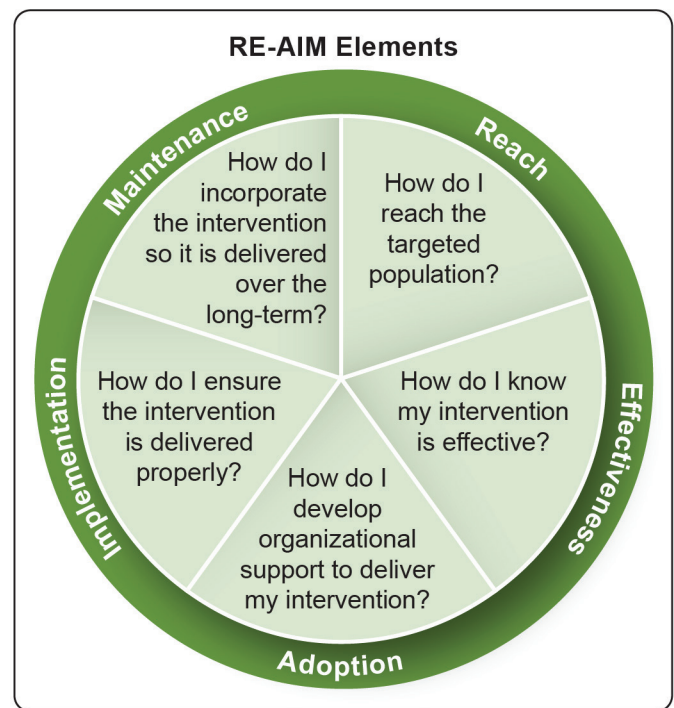 RE-AIM Elements
Reach
How do I
reach the
targeted
population?
Effectiveness
How do I know
my intervention
is effective?
Adoption
How do I
develop
organizational
support to deliver
my intervention?
Implementation
How do I ensure
the intervention
is delivered
properly?
Maintenance
How do I
incorporate
the intervention
so it is delivered
over the
long-term?